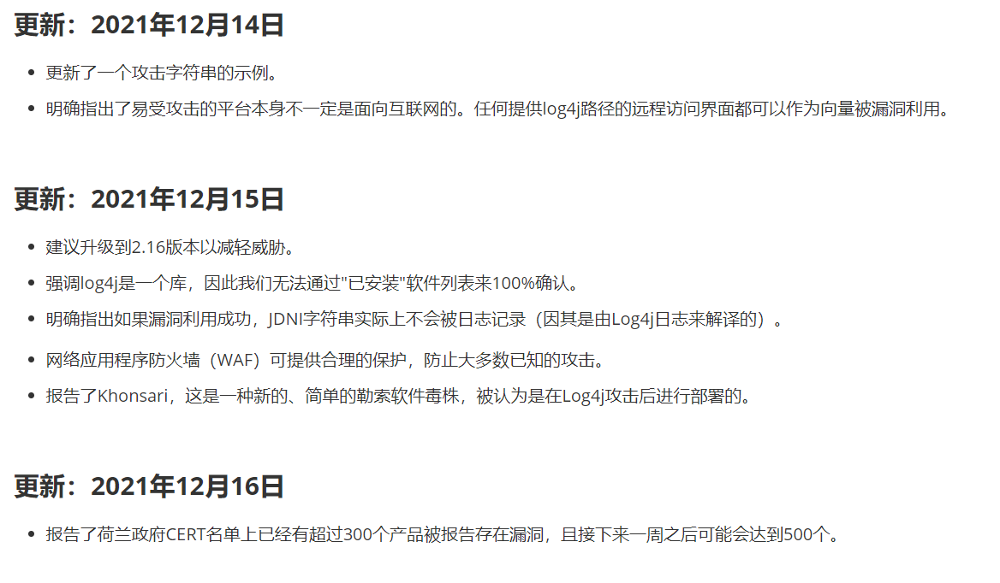 更新：2021年12月14日
• 更新了一个攻击字符串的示例。
• 明确指出了易受攻击的平台本身不一定是面向互联网的。任何提供log4j路径的远程访问界面都可以作为向量被漏洞利用。
更新：2021年12月15日
• 建议升级到2.16版本以减轻威胁。
• 强调log4j是一个库，因此我们无法通过"已安装"软件列表来100%确认。
• 明确指出如果漏洞利用成功，JDNI字符串实际上不会被日志记录（因其是由Log4j日志来解译的）。
• 网络应用程序防火墙（WAF）可提供合理的保护，防止大多数已知的攻击。
• 报告了Khonsari，这是一种新的、简单的勒索软件毒株，被认为是在Log4j攻击后进行部署的。
更新：2021年12月16日
• 报告了荷兰政府CERT名单上已经有超过300个产品被报告存在漏洞，且接下来一周之后可能会达到500个。